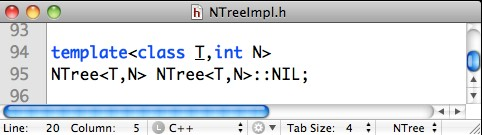 NTreeImpl.h
93
94 template<class T,int N>
95 NTree<T,N> NTree<T,N>::NIL;
96
Line: 20 Column: 5 L C++ Tab Size: 4 NTree